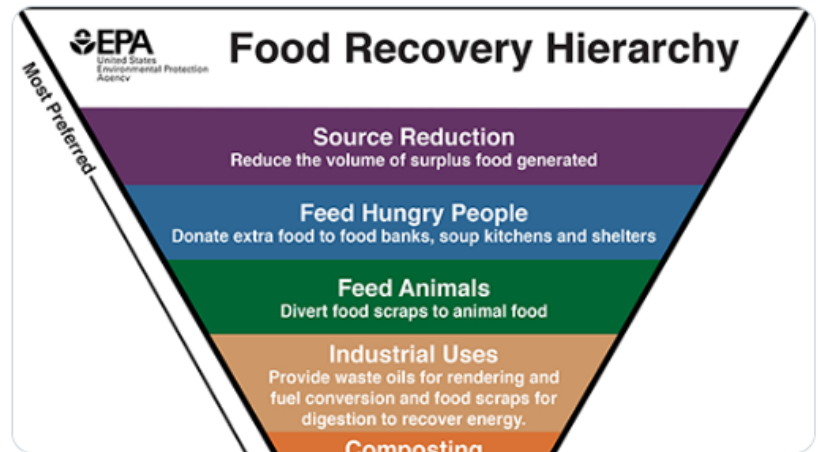 EPA
United States
Environmental Protection
Agency
Food Recovery Hierarchy
Most Preferred
Source Reduction
Reduce the volume of surplus food generated
Feed Hungry People
Donate extra food to food banks, soup kitchens and shelters
Feed Animals
Divert food scraps to animal food
Industrial Uses
Provide waste oils for rendering and
fuel conversion and food scraps for
digestion to recover energy.
Composting